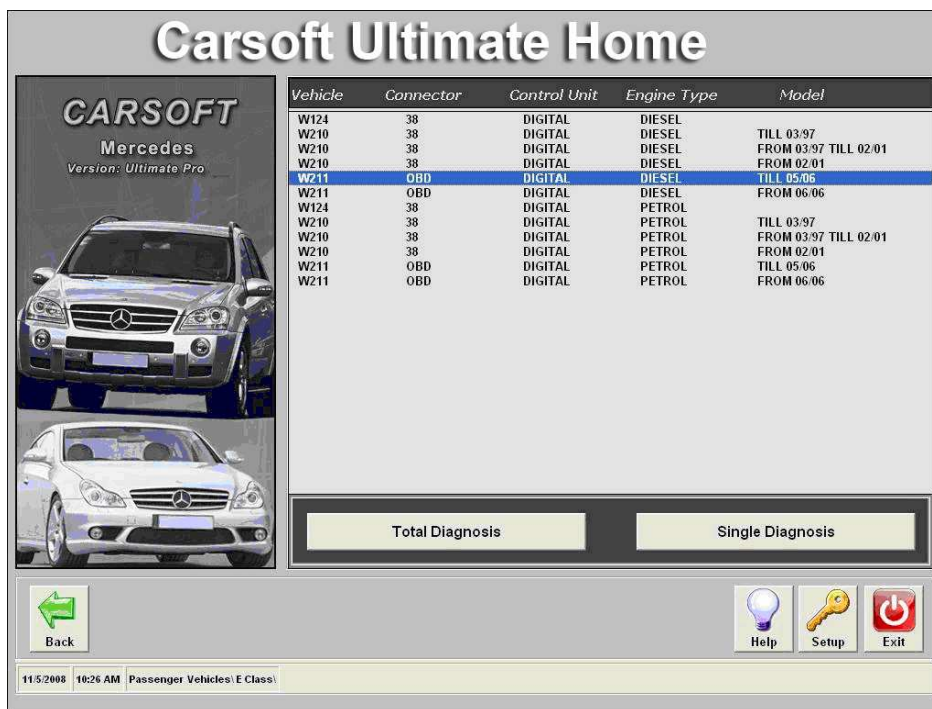 Carsoft Ultimate Home
CARSOFT
Mercedes
Version: Ultimate Pro
Vehicle Connector Control Unit Engine Type Model
W124 38 DIGITAL DIESEL
W210 38 DIGITAL DIESEL TILL 03/97
W210 38 DIGITAL DIESEL FROM 03/97 TILL 02/01
W210 38 DIGITAL DIESEL FROM 02/01
W211 OBD DIGITAL DIESEL TILL 05/06
W211 OBD DIGITAL DIESEL FROM 06/06
W124 38 DIGITAL PETROL
W210 38 DIGITAL PETROL TILL 03/97
W210 38 DIGITAL PETROL FROM 03/97 TILL 02/01
W210 38 DIGITAL PETROL FROM 02/01
W211 OBD DIGITAL PETROL TILL 05/06
W211 OBD DIGITAL PETROL FROM 06/06
Total Diagnosis Single Diagnosis
Back Help Setup Exit
11/5/2008 10:26 AM Passenger Vehicles\E Class\